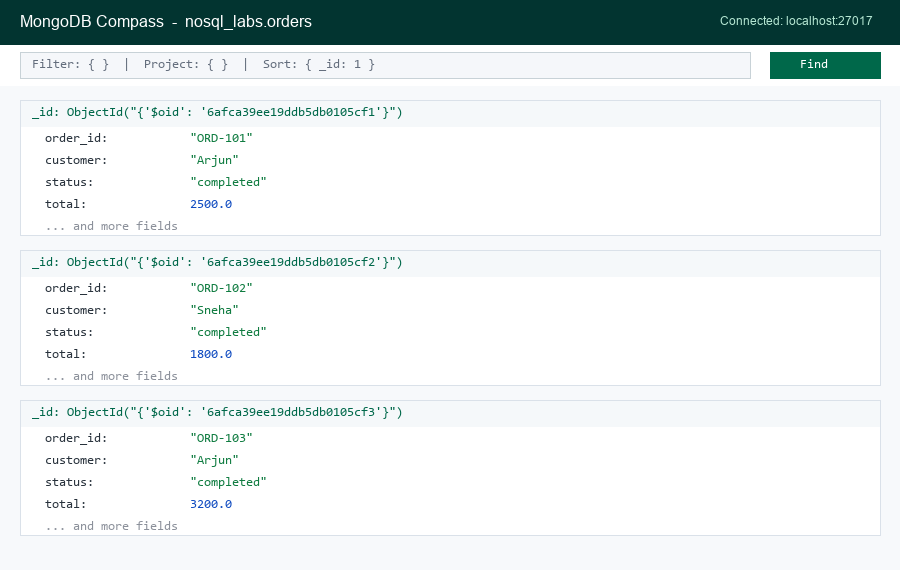 MongoDB Compass - nosql_labs.orders
Connected: localhost:27017
Filter: { } | Project: { } | Sort: { _id: 1 }
Find
_id: ObjectId("{'$oid': '6afca39ee19ddb5db0105cf1'}")
order_id: "ORD-101"
customer: "Arjun"
status: "completed"
total: 2500.0
... and more fields
_id: ObjectId("{'$oid': '6afca39ee19ddb5db0105cf2'}")
order_id: "ORD-102"
customer: "Sneha"
status: "completed"
total: 1800.0
... and more fields
_id: ObjectId("{'$oid': '6afca39ee19ddb5db0105cf3'}")
order_id: "ORD-103"
customer: "Arjun"
status: "completed"
total: 3200.0
... and more fields